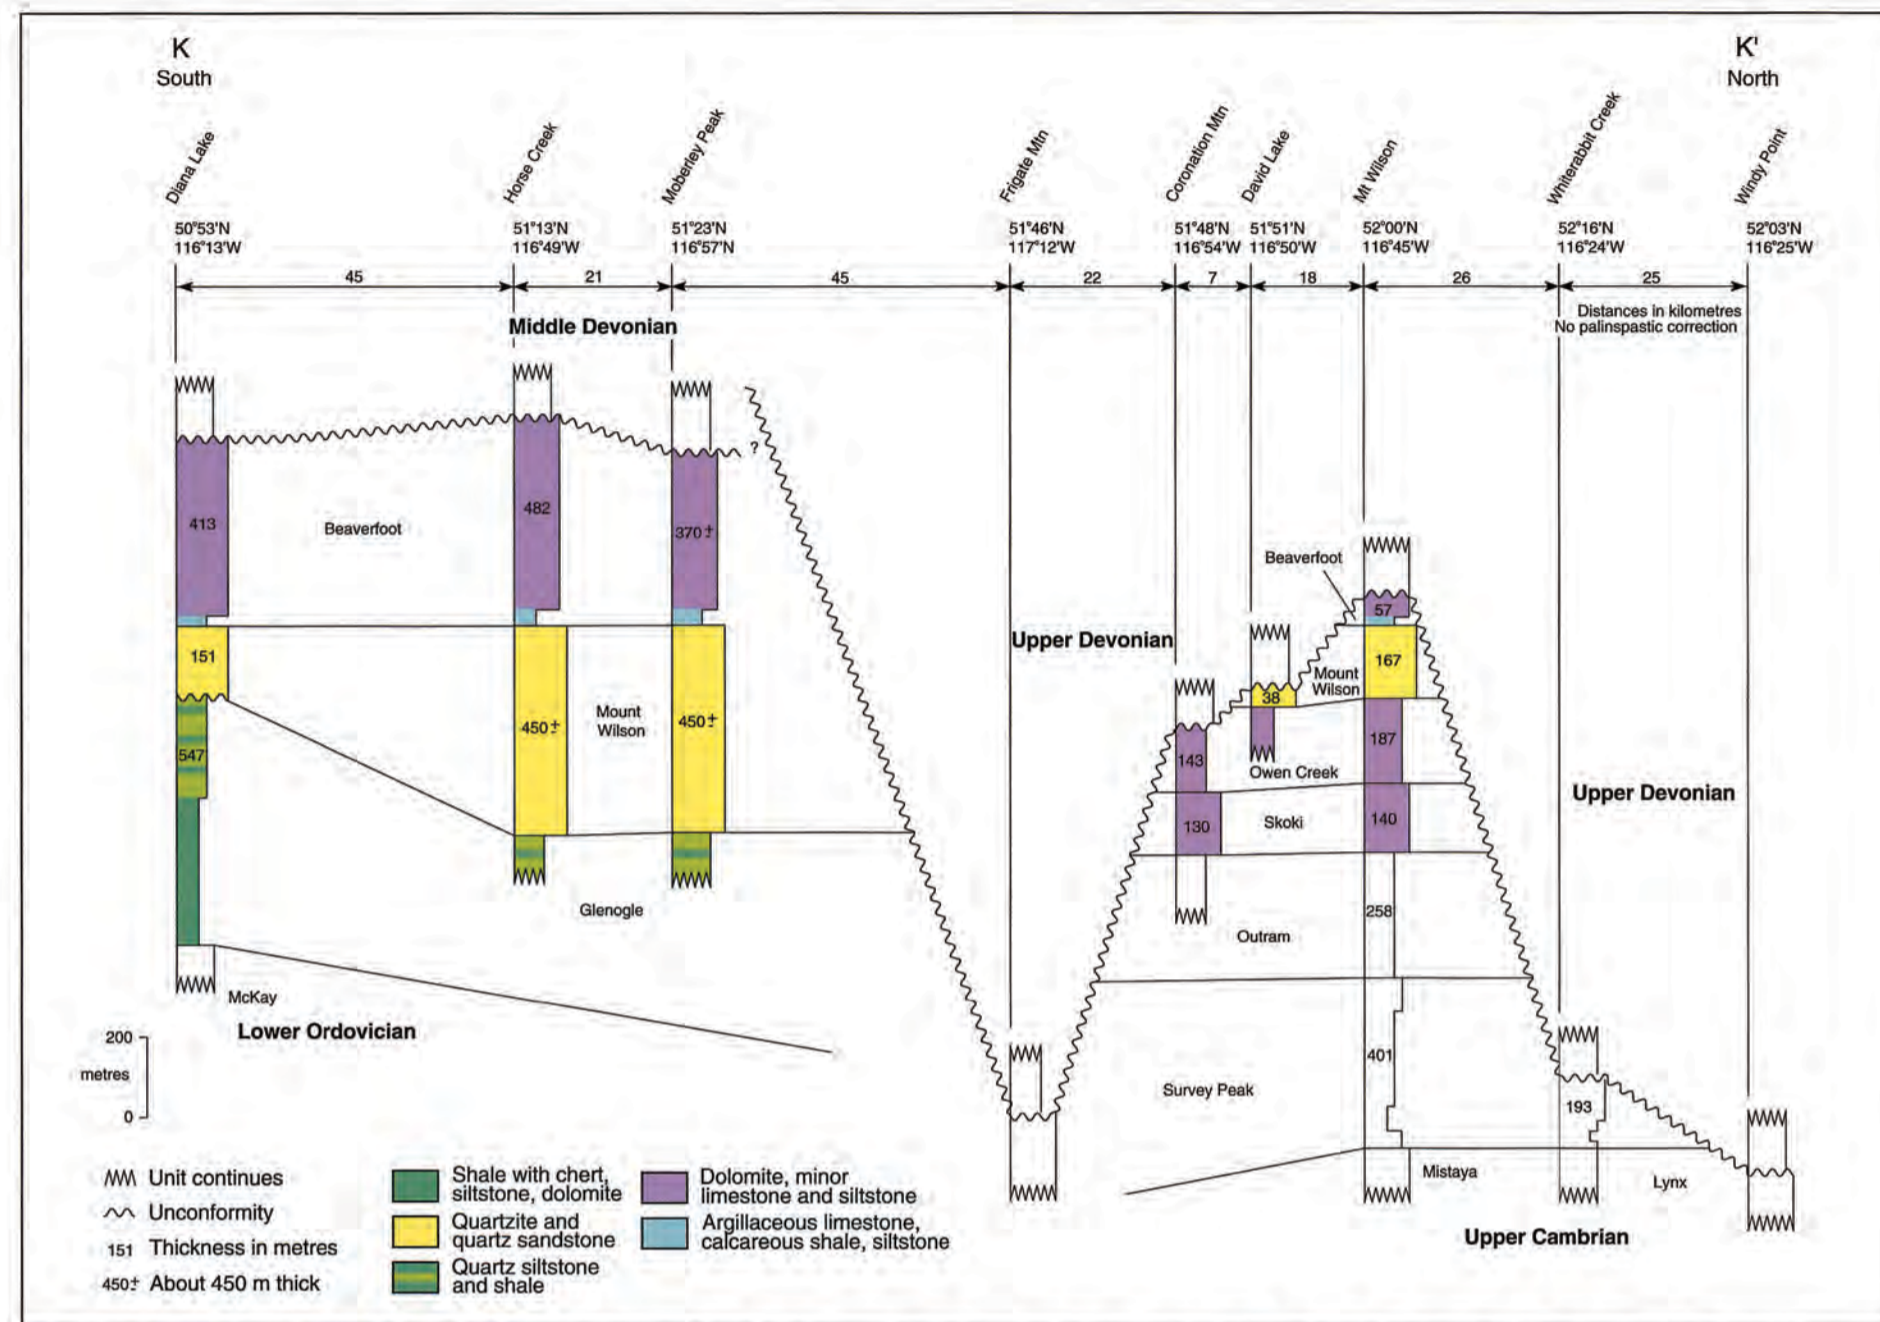 K
South
K'
North
Diana Lake
Horse Creek
Moberley Peak
Frigate Mtn
Coronation Mtn
David Lake
Mt Wilson
Whiterabbit Creek
Windy Point
50°53'N
116°13'W
51°13'N
116°49'W
51°23'N
116°57'N
51°46'N
117°12'W
51°48'N
116°54'W
51°51'N
116°50'W
52°00'N
116°45'W
52°16'N
116°24'W
52°03'N
116°25'W
45
21
45
22
7
18
26
25
Distances in kilometres
No palinspastic correction
Middle Devonian
?
413
Beaverfoot
482
370±
Beaverfoot
57
Upper Devonian
151
167
Mount
Wilson
38
547
450±
Mount
Wilson
450±
143
187
Owen Creek
Upper Devonian
130
Skoki
140
Glenogle
258
Outram
McKay
Lower Ordovician
200
metres
0
401
Survey Peak
193
Mistaya
Lynx
Upper Cambrian
Unit continues
Unconformity
151 Thickness in metres
450± About 450 m thick
Shale with chert,
siltstone, dolomite
Quartzite and
quartz sandstone
Quartz siltstone
and shale
Dolomite, minor
limestone and siltstone
Argillaceous limestone,
calcareous shale, siltstone